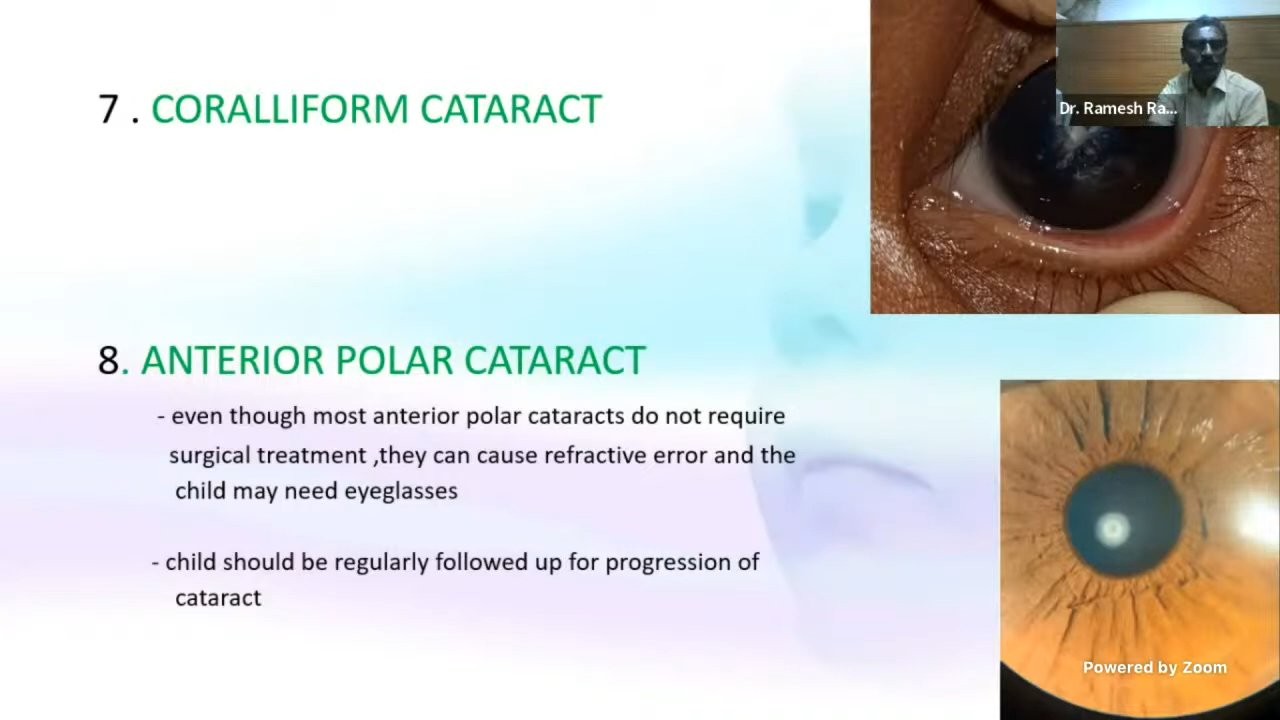 7 . CORALLIFORM CATARACT
Dr. Ramesh Ra...
8. ANTERIOR POLAR CATARACT
- even though most anterior polar cataracts do not require
surgical treatment ,they can cause refractive error and the
child may need eyeglasses
- child should be regularly followed up for progression of
cataract
Powered by Zoom